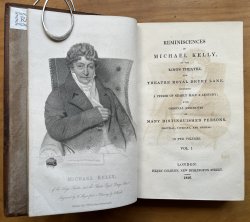 MICHAEL KELLY,
REMINISCENCES
OF
MICHAEL KELLY,
OF THE
KING'S THEATRE,
AND
THEATRE ROYAL DRURY LANE,
INCLUDING
A PERIOD OF NEARLY HALF A CENTURY;
WITH
ORIGINAL ANECDOTES
OF
MANY DISTINGUISHED PERSONS,
POLITICAL, LITERARY, AND MUSICAL.
IN TWO VOLUMES.
VOL. I.
LONDON:
HENRY COLBURN, NEW BURLINGTON STREET.
1826.